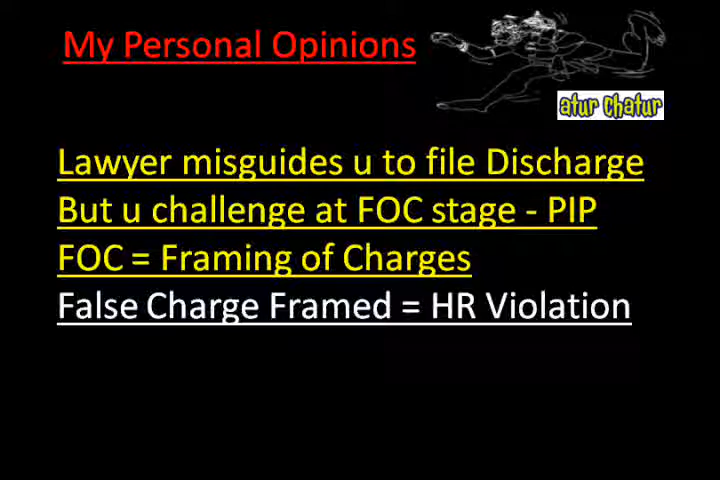 My Personal Opinions
atur chatur
Lawyer misguides u to file Discharge
But u challenge at FOC stage - PIP
FOC = Framing of Charges
False Charge Framed = HR Violation